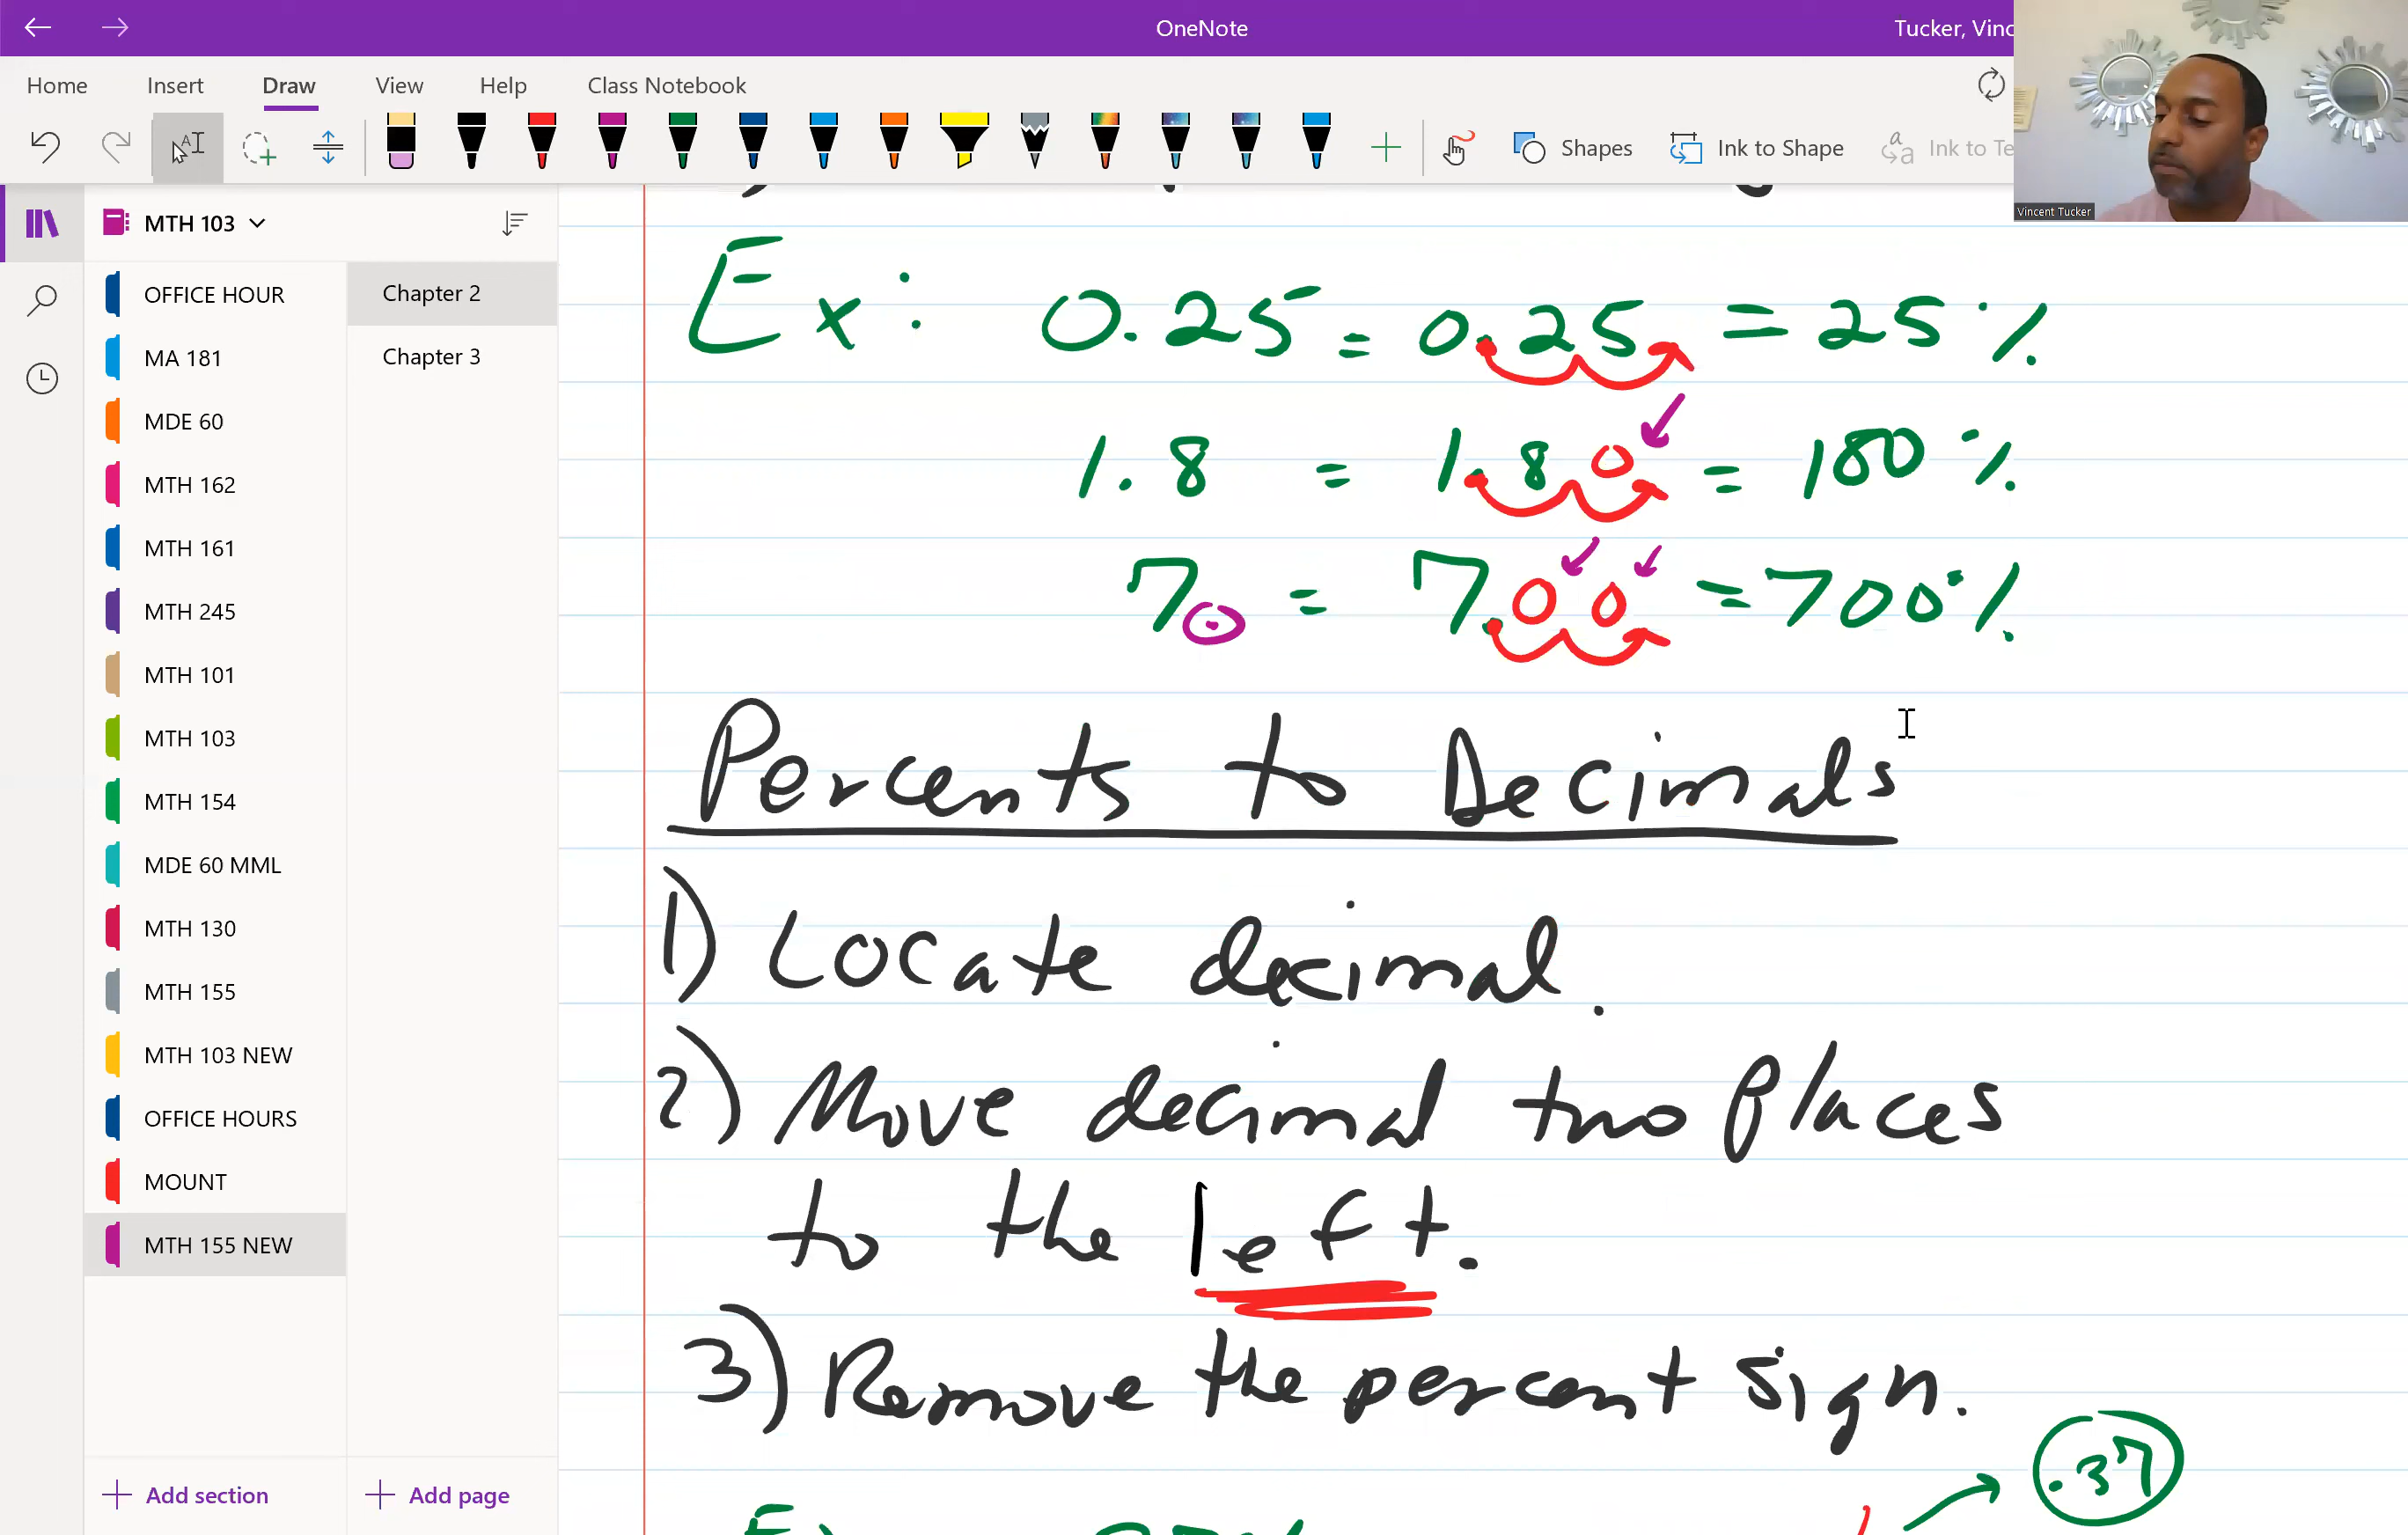 OneNote
Tucker, Vinc
Home Insert Draw View Help Class Notebook
Shapes Ink to Shape Ink to Te
Vincent Tucker
MTH 103
OFFICE HOUR
MA 181
MDE 60
MTH 162
MTH 161
MTH 245
MTH 101
MTH 103
MTH 154
MDE 60 MML
MTH 130
MTH 155
MTH 103 NEW
OFFICE HOURS
MOUNT
MTH 155 NEW
Add section
Chapter 2
Chapter 3
Add page
Ex: 0.25 = 0.25 = 25%
1.8 = 1.80 = 180%
7. = 7.00 = 700%
Percents to Decimals
1) Locate decimal.
2) Move decimal two places
to the left.
3) Remove the percent sign.
.37